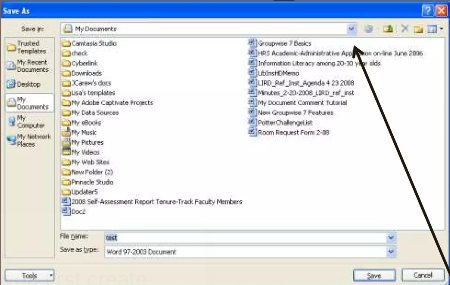 Save As
Save in: My Documents
Trusted Templates
My Recent Documents
Desktop
My Documents
My Computer
My Network Places
Camtasia Studio
check
Cyberlink
Downloads
JCarew's docs
Lisa's templates
My Adobe Captivate Projects
My Data Sources
My eBooks
My Music
My Pictures
My Videos
My Web Sites
New Folder (2)
Pinnacle Studio
Updater5
2008 Self-Assessment Report Tenure-Track Faculty Members
Doc2
Groupwise 7 Basics
HRS Academic-Administrative Application on-line June 2006
Information Literacy among 20-30 year olds
LibInsHDMemo
LIRD_Ref_Inst_Agenda 4 23 2008
Minutes_2-20-2008_LIRD_ref_inst
My Document Comment Tutorial
New Groupwise 7 Features
PotterChallengeList
Room Request Form 2-88
File name: test
Save as type: Word 97-2003 Document
Tools
Save
Cancel